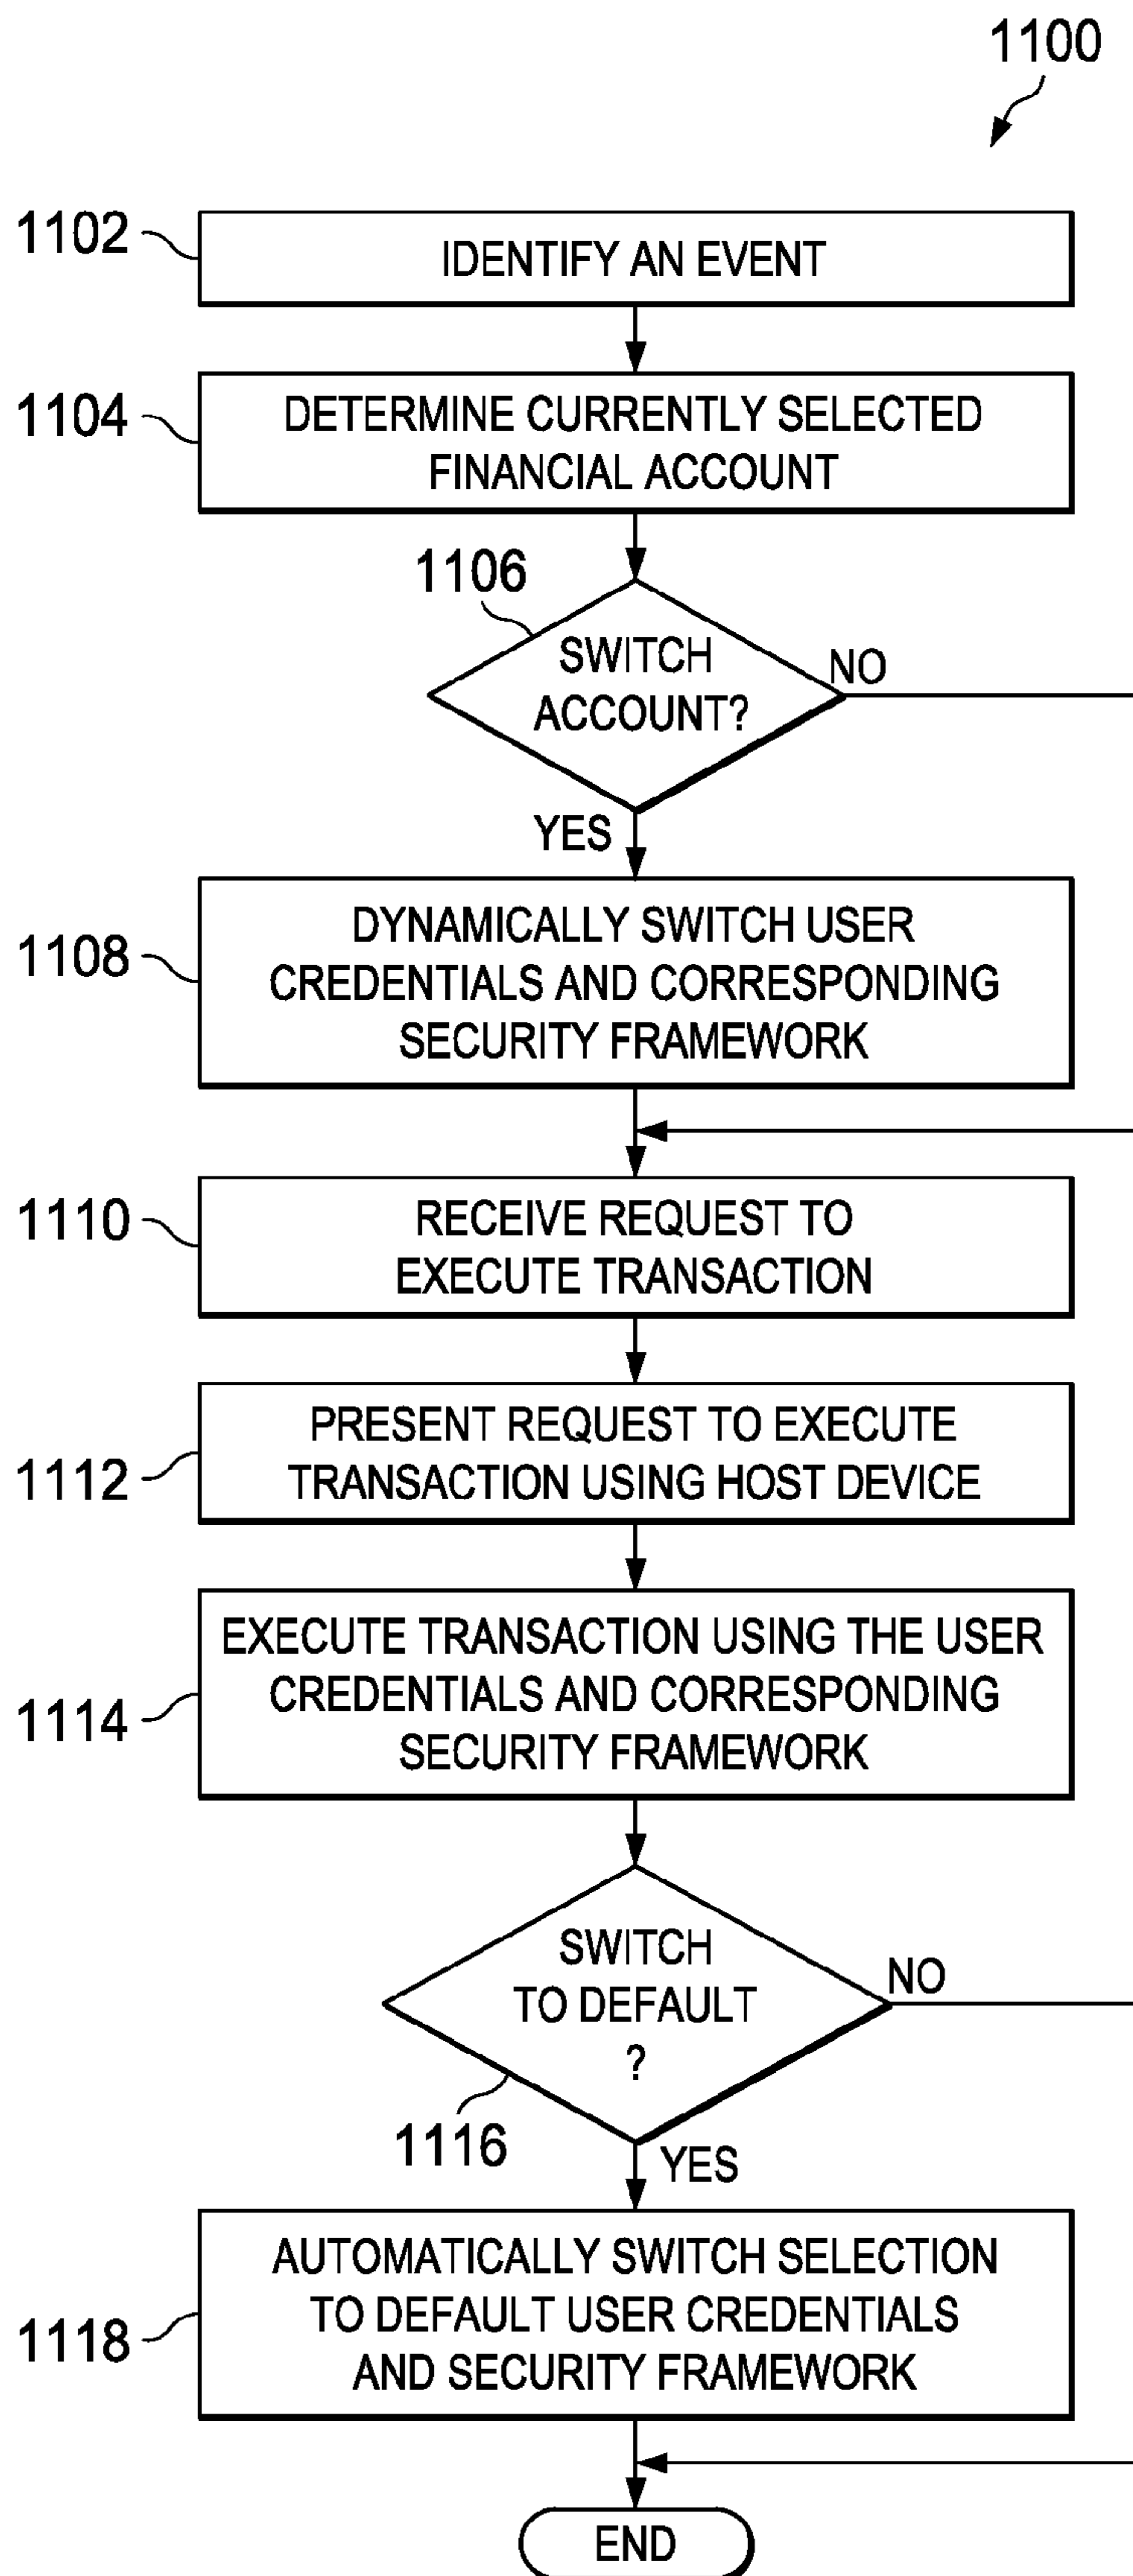 1100
1102
IDENTIFY AN EVENT
1104
DETERMINE CURRENTLY SELECTED
FINANCIAL ACCOUNT
1106
SWITCH
ACCOUNT?
NO
YES
1108
DYNAMICALLY SWITCH USER
CREDENTIALS AND CORRESPONDING
SECURITY FRAMEWORK
1110
RECEIVE REQUEST TO
EXECUTE TRANSACTION
1112
PRESENT REQUEST TO EXECUTE
TRANSACTION USING HOST DEVICE
1114
EXECUTE TRANSACTION USING THE USER
CREDENTIALS AND CORRESPONDING
SECURITY FRAMEWORK
SWITCH
TO DEFAULT
?
NO
1116
YES
1118
AUTOMATICALLY SWITCH SELECTION
TO DEFAULT USER CREDENTIALS
AND SECURITY FRAMEWORK
END